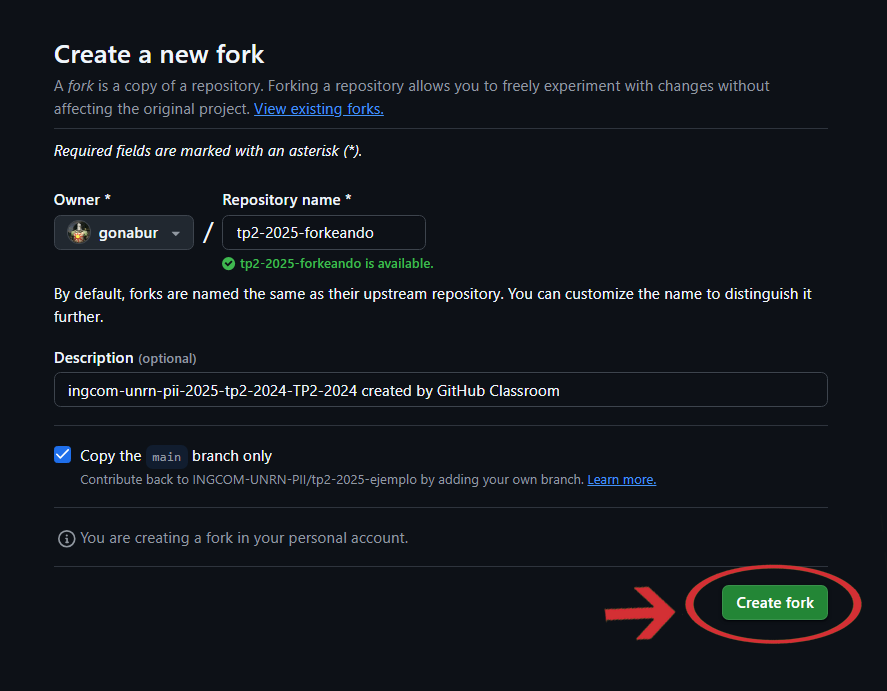 Create a new fork
A fork is a copy of a repository. Forking a repository allows you to freely experiment with changes without
affecting the original project. View existing forks.
Required fields are marked with an asterisk (*).
Owner *
Repository name *
gonabur
/
tp2-2025-forkeando
tp2-2025-forkeando is available.
By default, forks are named the same as their upstream repository. You can customize the name to distinguish it
further.
Description (optional)
ingcom-unrn-pii-2025-tp2-2024-TP2-2024 created by GitHub Classroom
Copy the main branch only
Contribute back to INGCOM-UNRN-PII/tp2-2025-ejemplo by adding your own branch. Learn more.
You are creating a fork in your personal account.
Create fork